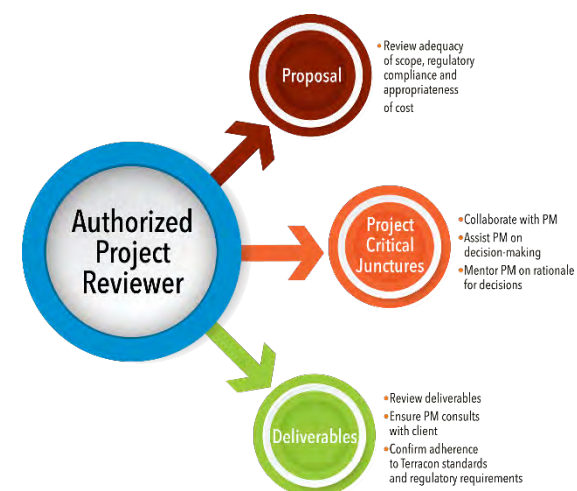 Proposal
• Review adequacy
of scope, regulatory
compliance and
appropriateness
of cost
Authorized
Project
Reviewer
Project
Critical
Junctures
• Collaborate with PM
• Assist PM on
decision-making
• Mentor PM on rationale
for decisions
Deliverables
• Review deliverables
• Ensure PM consults
with client
• Confirm adherence
to Terracon standards
and regulatory requirements